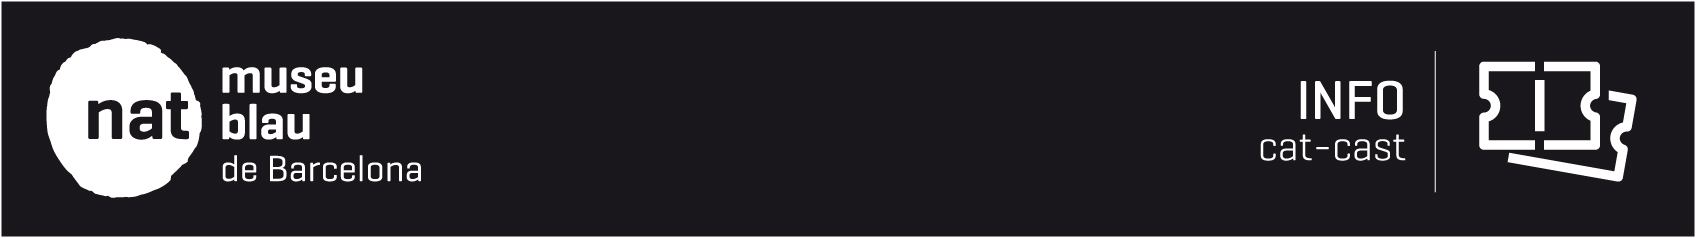 nat
museu
blau
de Barcelona
INFO
cat-cast